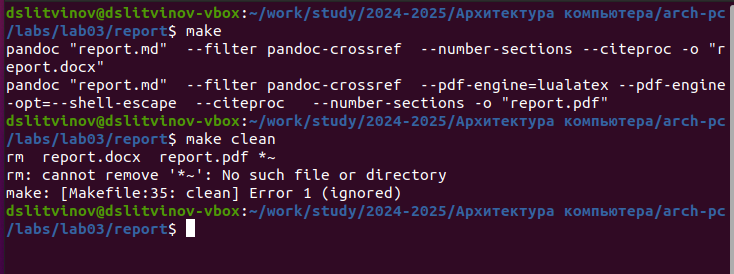 dslitvinov@dslitvinov-vbox:~/work/study/2024-2025/Архитектура компьютера/arch-pc
/labs/lab03/report$ make
pandoc "report.md"  --filter pandoc-crossref  --number-sections --citeproc -o "r
eport.docx"
pandoc "report.md"  --filter pandoc-crossref  --pdf-engine=lualatex --pdf-engine
-opt=--shell-escape  --citeproc   --number-sections -o "report.pdf"
dslitvinov@dslitvinov-vbox:~/work/study/2024-2025/Архитектура компьютера/arch-pc
/labs/lab03/report$ make clean
rm  report.docx  report.pdf *~
rm: cannot remove '*~': No such file or directory
make: [Makefile:35: clean] Error 1 (ignored)
dslitvinov@dslitvinov-vbox:~/work/study/2024-2025/Архитектура компьютера/arch-pc
/labs/lab03/report$